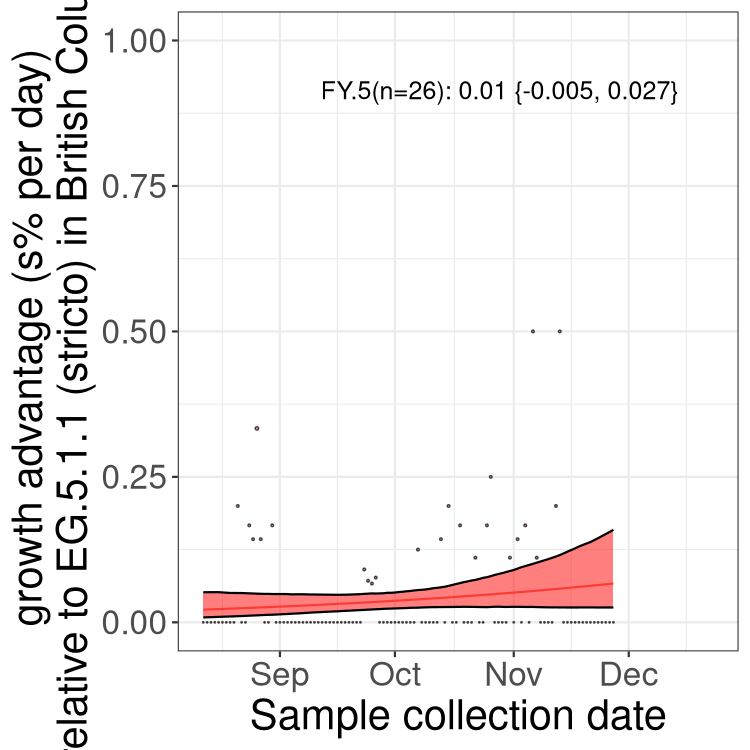 growth advantage (s% per day)
relative to EG.5.1.1 (stricto) in British Colu
1.00
0.75
0.50
0.25
0.00
FY.5(n=26): 0.01 {-0.005, 0.027}
Sep Oct Nov Dec
Sample collection date